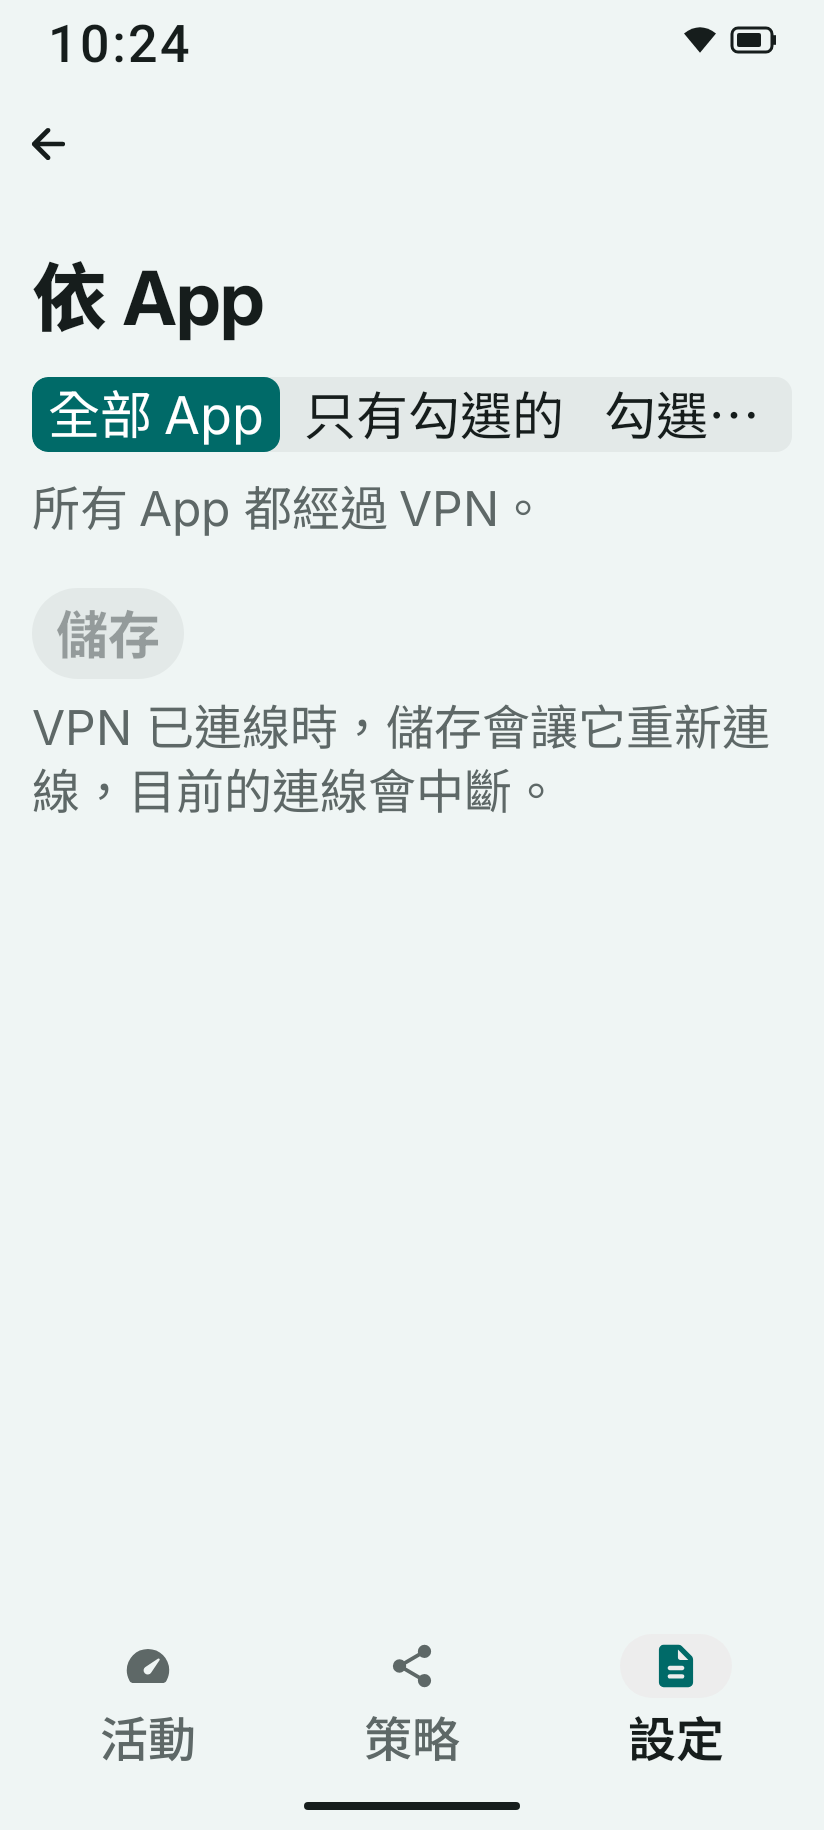 10:24
依 App
全部 App
只有勾選的
勾選⋯
所有 App 都經過 VPN。
儲存
VPN 已連線時，儲存會讓它重新連
線，目前的連線會中斷。
活動
策略
設定